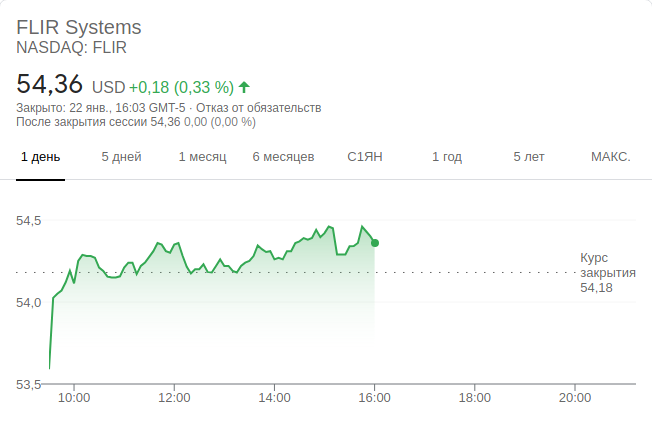 FLIR Systems
NASDAQ: FLIR
54,36 USD +0,18 (0,33 %)
Закрыто: 22 янв., 16:03 GMT-5 · Отказ от обязательств
После закрытия сессии 54,36 0,00 (0,00 %)
1 день 5 дней 1 месяц 6 месяцев С1ЯН 1 год 5 лет МАКС.
54,5
Курс
закрытия
54,18
54,0
53,5
10:00 12:00 14:00 16:00 18:00 20:00